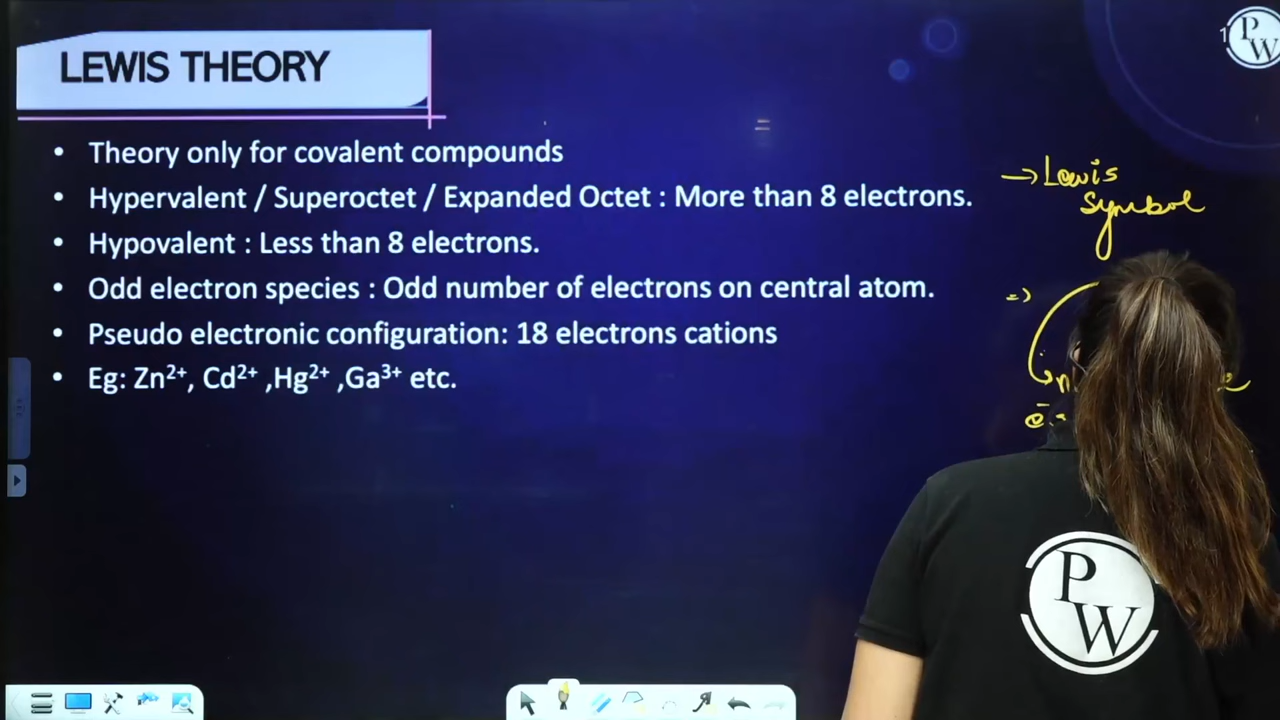 LEWIS THEORY
• Theory only for covalent compounds
• Hypervalent / Superoctet / Expanded Octet : More than 8 electrons.
• Hypovalent : Less than 8 electrons.
• Odd electron species : Odd number of electrons on central atom.
• Pseudo electronic configuration: 18 electrons cations
• Eg: Zn²⁺, Cd²⁺ ,Hg²⁺ ,Ga³⁺ etc.
=
→ Lewis
symbol
=>
PW
PW